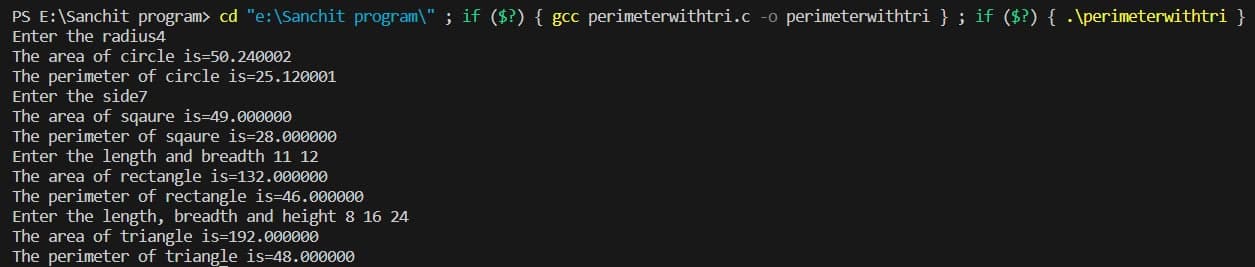 PS E:\Sanchit program> cd "e:\Sanchit program\" ; if ($?) { gcc perimeterwithtri.c -o perimeterwithtri } ; if ($?) { .\perimeterwithtri }
Enter the radius4
The area of circle is=50.240002
The perimeter of circle is=25.120001
Enter the side7
The area of sqaure is=49.000000
The perimeter of sqaure is=28.000000
Enter the length and breadth 11 12
The area of rectangle is=132.000000
The perimeter of rectangle is=46.000000
Enter the length, breadth and height 8 16 24
The area of triangle is=192.000000
The perimeter of triangle is=48.000000